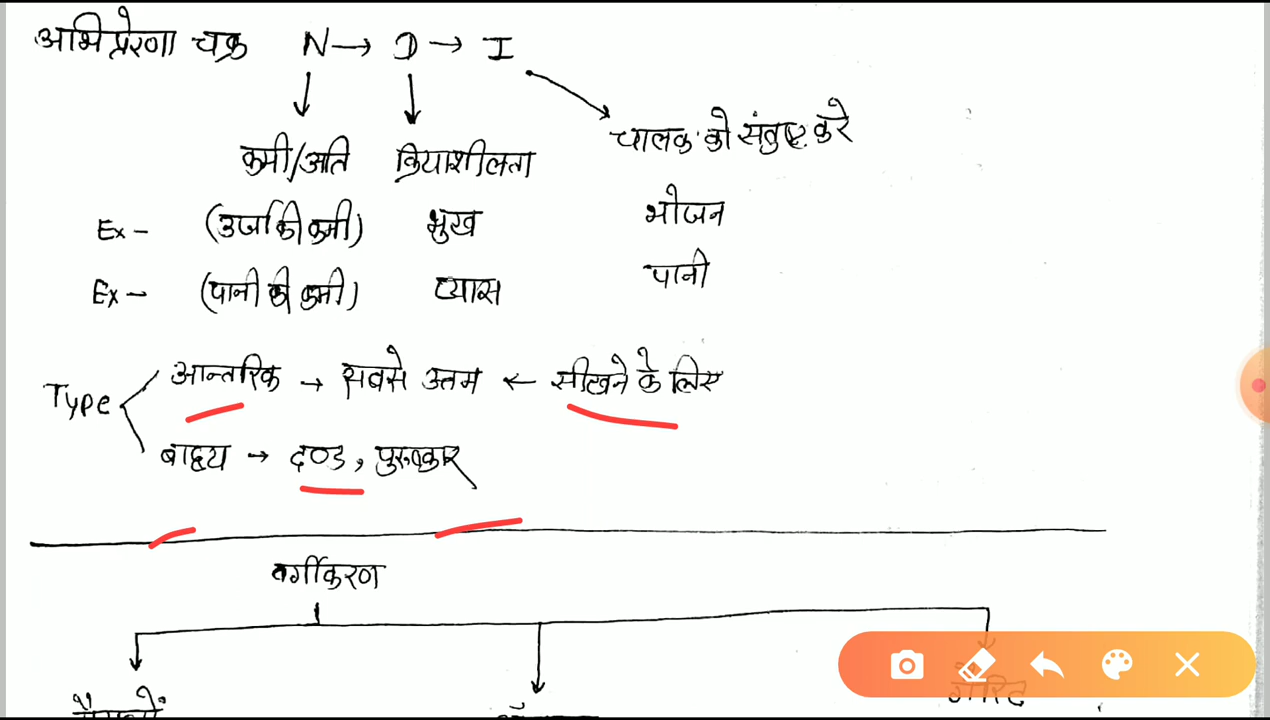 अभिप्रेरणा चक्र N → D → I
चालक को संतुष्ट करे
कमी/अति क्रियाशीलता
Ex - (उर्जा की कमी) भुख भोजन
Ex - (पानी की कमी) प्यास पानी
Type आन्तरिक → सबसे उत्तम ← सीखने के लिए
बाह्य → दण्ड, पुरुस्कार
वर्गीकरण